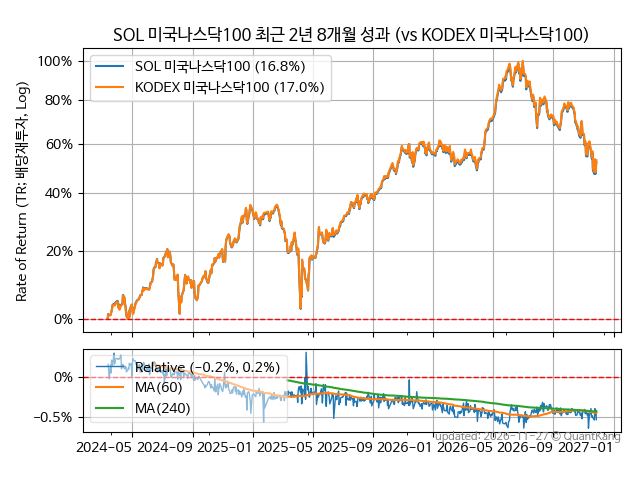 SOL 미국나스닥100 최근 2년 8개월 성과 (vs KODEX 미국나스닥100)
Rate of Return (TR: 배당재투자, Log)
100%
80%
60%
40%
20%
0%
SOL 미국나스닥100 (16.8%)
KODEX 미국나스닥100 (17.0%)
0%
−0.5%
Relative (−0.2%, 0.2%)
MA(60)
MA(240)
updated: 2026-11-27 © QuantKang
2024-05 2024-09 2025-01 2025-05 2025-09 2026-01 2026-05 2026-09 2027-01